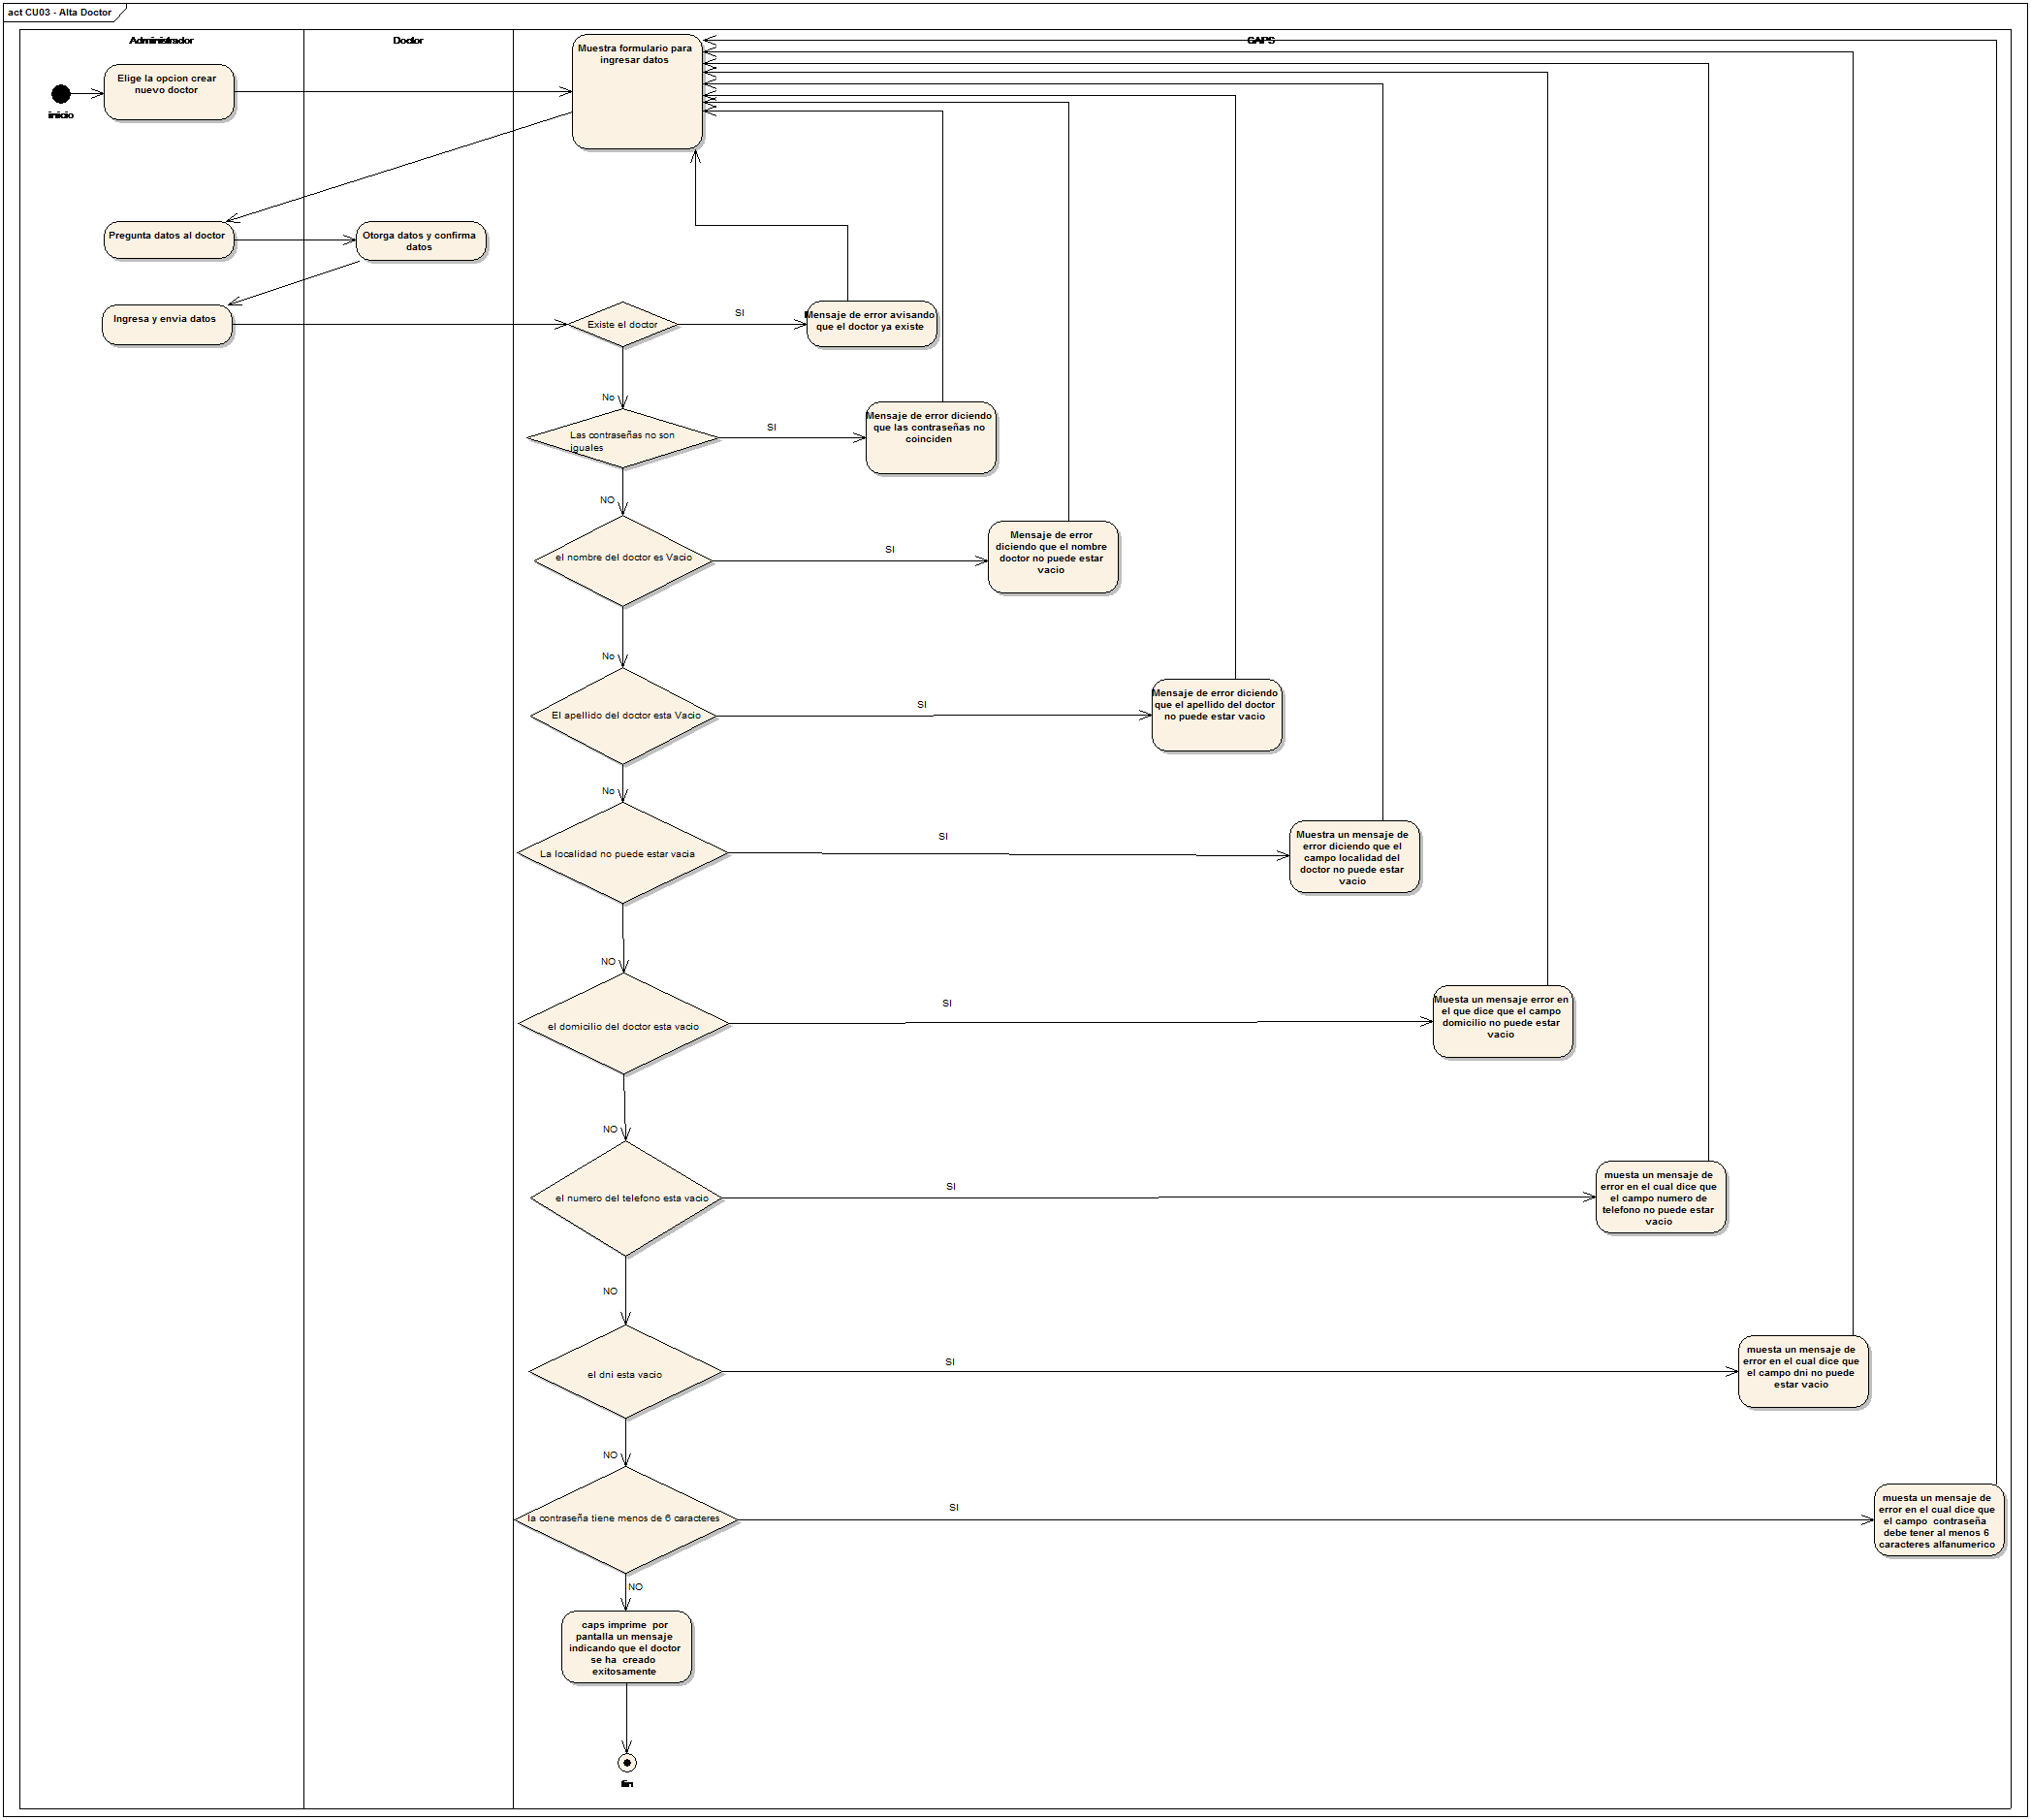 act CU03 - Alta Doctor
Administrador
Doctor
Muestra formulario para
ingresar datos
Elige la opcion crear
nuevo doctor
inicio
Pregunta datos al doctor
Otorga datos y confirma
datos
Ingresa y envia datos
Existe el doctor
SI
Mensaje de error avisando
que el doctor ya existe
No
Las contraseñas no son
iguales
SI
Mensaje de error diciendo
que las contraseñas no
coinciden
NO
el nombre del doctor es Vacio
SI
Mensaje de error
diciendo que el nombre
doctor no puede estar
vacio
No
El apellido del doctor esta Vacio
SI
Mensaje de error diciendo
que el apellido del doctor
no puede estar vacio
No
La localidad no puede estar vacia
SI
Muestra un mensaje de
error diciendo que el
campo localidad del
doctor no puede estar
vacio
NO
el domicilio del doctor esta vacio
SI
Muesta un mensaje error en
el que dice que el campo
domicilio no puede estar
vacio
NO
el numero del telefono esta vacio
SI
muesta un mensaje de
error en el cual dice que
el campo numero de
telefono no puede estar
vacio
NO
el dni esta vacio
SI
muesta un mensaje de
error en el cual dice que
el campo dni no puede
estar vacio
NO
la contraseña tiene menos de 6 caracteres
SI
muesta un mensaje de
error en el cual dice que
el campo  contraseña
debe tener al menos 6
caracteres alfanumerico
NO
caps imprime  por
pantalla un mensaje
indicando que el doctor
se ha  creado
exitosamente
fin